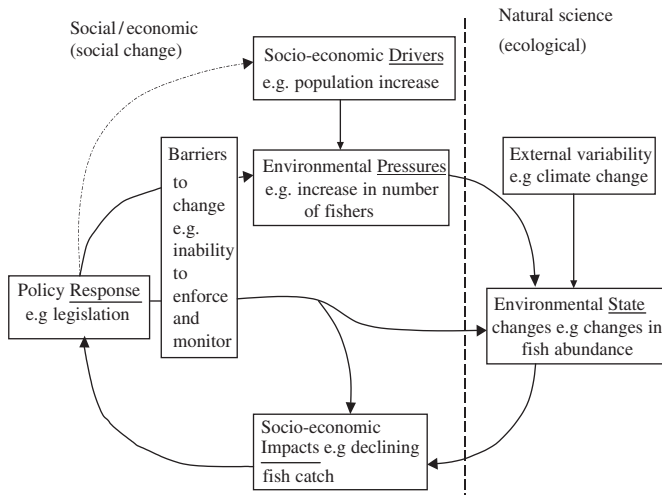 Social / economic
(social change)
Natural science
(ecological)
Socio-economic Drivers
e.g. population increase
Barriers
to
change
e.g.
inability
to
enforce
and
monitor
Environmental Pressures
e.g. increase in number
of fishers
External variability
e.g climate change
Policy Response
e.g legislation
Environmental State
changes e.g changes in
fish abundance
Socio-economic
Impacts e.g declining
fish catch